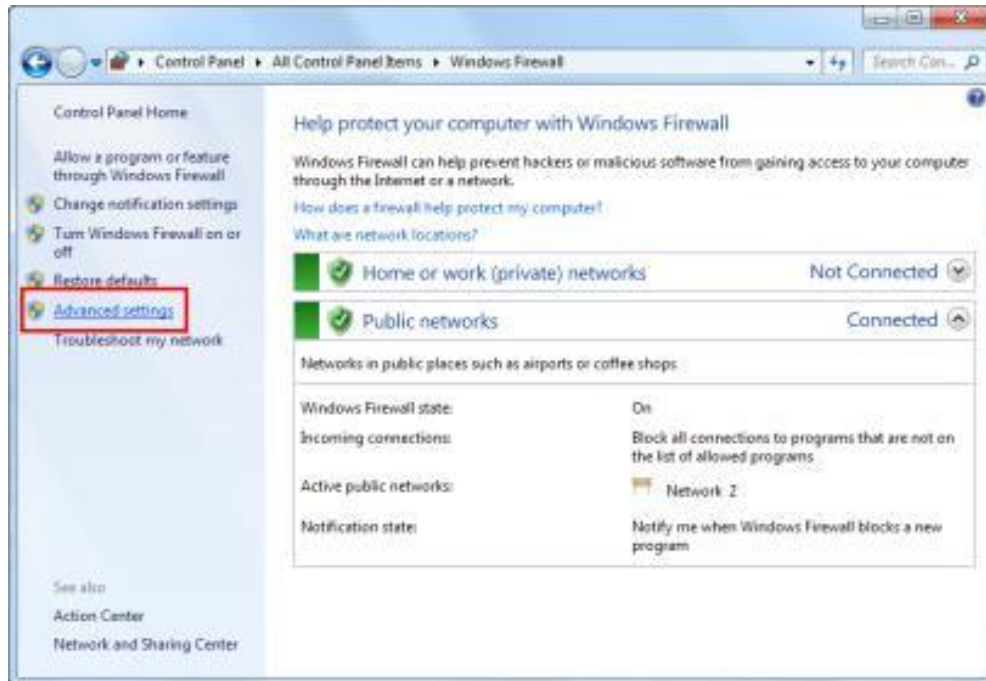 Control Panel ▸ All Control Panel Items ▸ Windows Firewall
Search Con...
Control Panel Home
Allow a program or feature
through Windows Firewall
Change notification settings
Turn Windows Firewall on or
off
Restore defaults
Advanced settings
Troubleshoot my network
See also
Action Center
Network and Sharing Center
Help protect your computer with Windows Firewall
Windows Firewall can help prevent hackers or malicious software from gaining access to your computer
through the Internet or a network.
How does a firewall help protect my computer?
What are network locations?
Home or work (private) networks Not Connected
Public networks Connected
Networks in public places such as airports or coffee shops
Windows Firewall state: On
Incoming connections: Block all connections to programs that are not on
the list of allowed programs
Active public networks: Network 2
Notification state: Notify me when Windows Firewall blocks a new
program